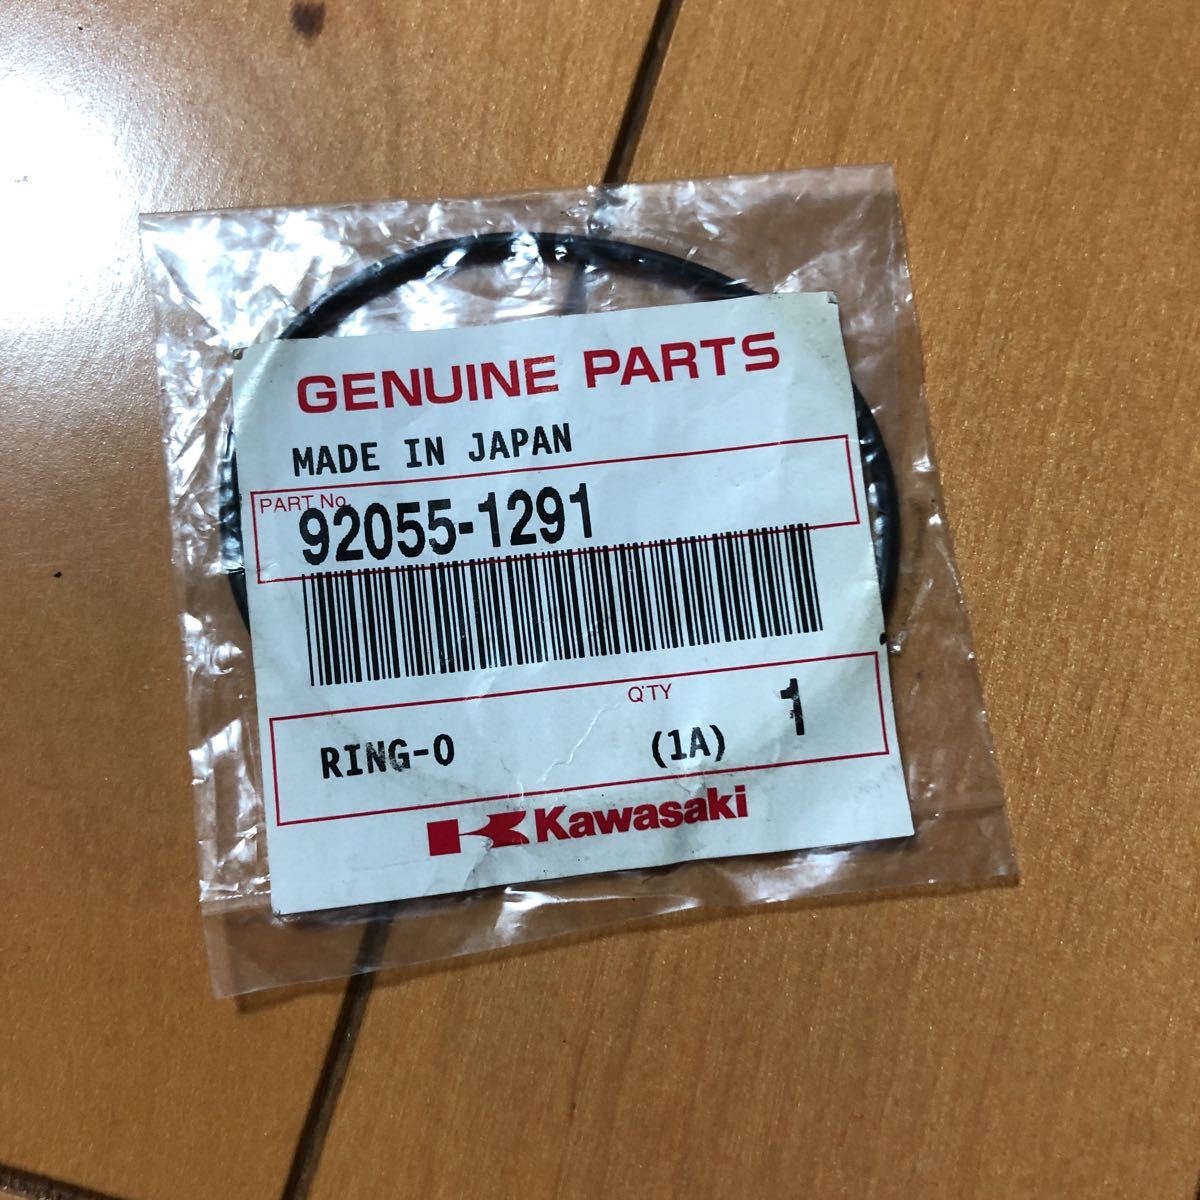 GENUINE PARTS
MADE IN JAPAN
PART No.
92055-1291
Q'TY
RING-O (1A) 1
Kawasaki